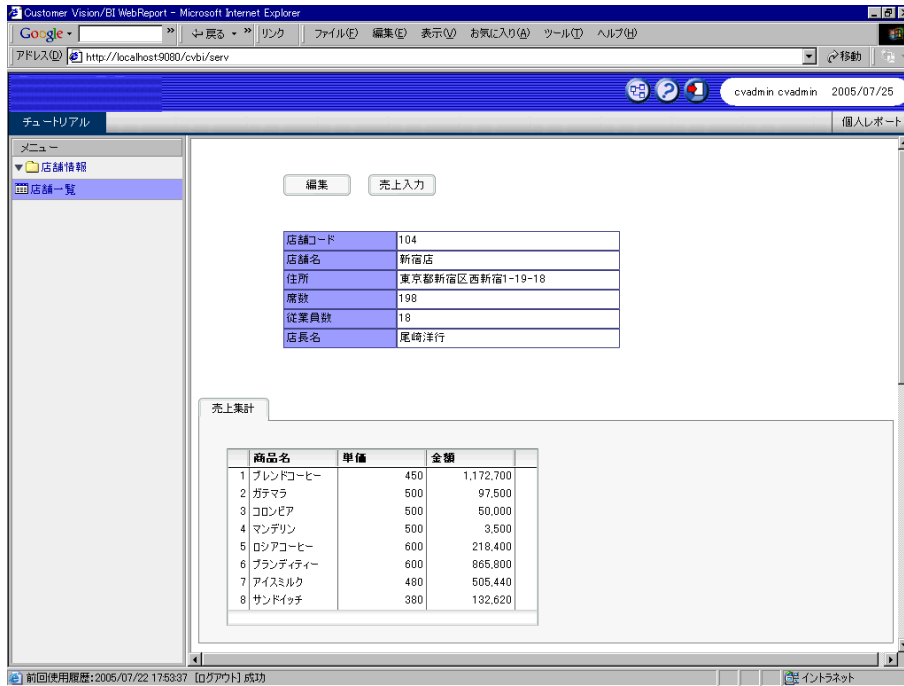 Customer Vision/BI WebReport - Microsoft Internet Explorer
Google
戻る リンク ファイル(F) 編集(E) 表示(V) お気に入り(A) ツール(T) ヘルプ(H)
アドレス(D) http://localhost:9080/cvbi/serv 移動
cvadmin cvadmin 2005/07/25
チュートリアル 個人レポート
メニュー
店舗情報
店舗一覧
編集 売上入力
店舗コード 104
店舗名 新宿店
住所 東京都新宿区西新宿1-19-18
席数 198
従業員数 18
店長名 尾崎洋行
売上集計
商品名 単価 金額
1 ブレンドコーヒー 450 1,172,700
2 ガテマラ 500 97,500
3 コロンビア 500 50,000
4 マンデリン 500 3,500
5 ロシアコーヒー 600 218,400
6 ブランディティー 600 865,800
7 アイスミルク 480 505,440
8 サンドイッチ 380 132,620
前回使用履歴:2005/07/22 17:53:37 [ログアウト] 成功 イントラネット